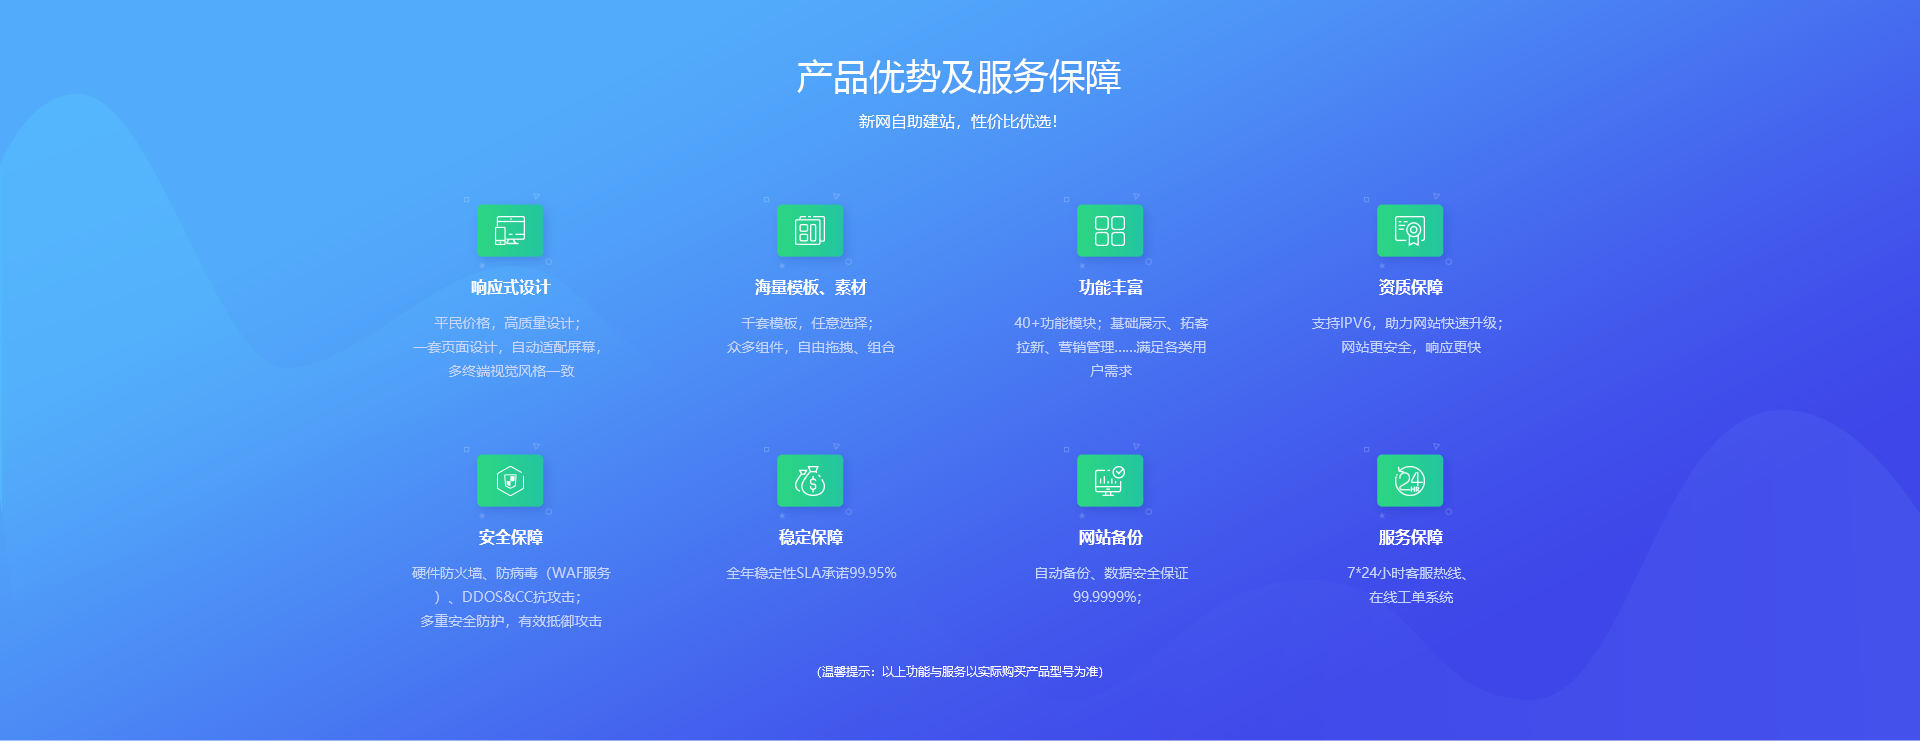 产品优势及服务保障
新网自助建站，性价比优选！
响应式设计
平民价格，高质量设计；
一套页面设计，自动适配屏幕，
多终端视觉风格一致
海量模板、素材
千套模板，任意选择；
众多组件，自由拖拽、组合
功能丰富
40+功能模块；基础展示、拓客
拉新、营销管理......满足各类用
户需求
资质保障
支持IPV6，助力网站快速升级；
网站更安全，响应更快
安全保障
硬件防火墙、防病毒（WAF服务
）、DDOS&CC抗攻击；
多重安全防护，有效抵御攻击
稳定保障
全年稳定性SLA承诺99.95%
网站备份
自动备份、数据安全保证
99.9999%；
24
HR
服务保障
7*24小时客服热线、
在线工单系统
（温馨提示：以上功能与服务以实际购买产品型号为准）